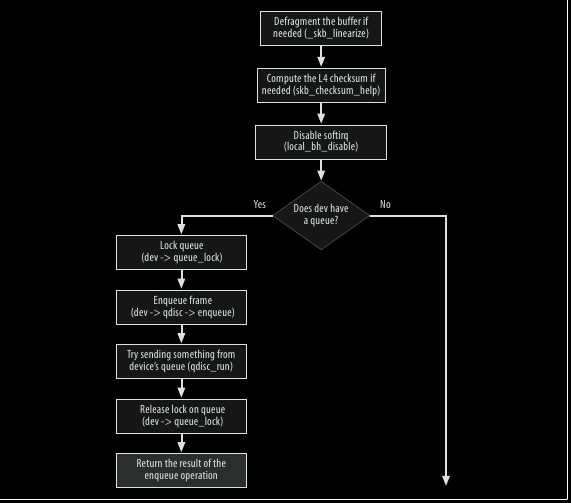 Defragment the buffer if
needed (_skb_linearize)
Compute the L4 checksum if
needed (skb_checksum_help)
Disable softirq
(local_bh_disable)
Does dev have
a queue?
Yes
No
Lock queue
(dev -> queue_lock)
Enqueue frame
(dev -> qdisc -> enqueue)
Try sending something from
device's queue (qdisc_run)
Release lock on queue
(dev -> queue_lock)
Return the result of the
enqueue operation